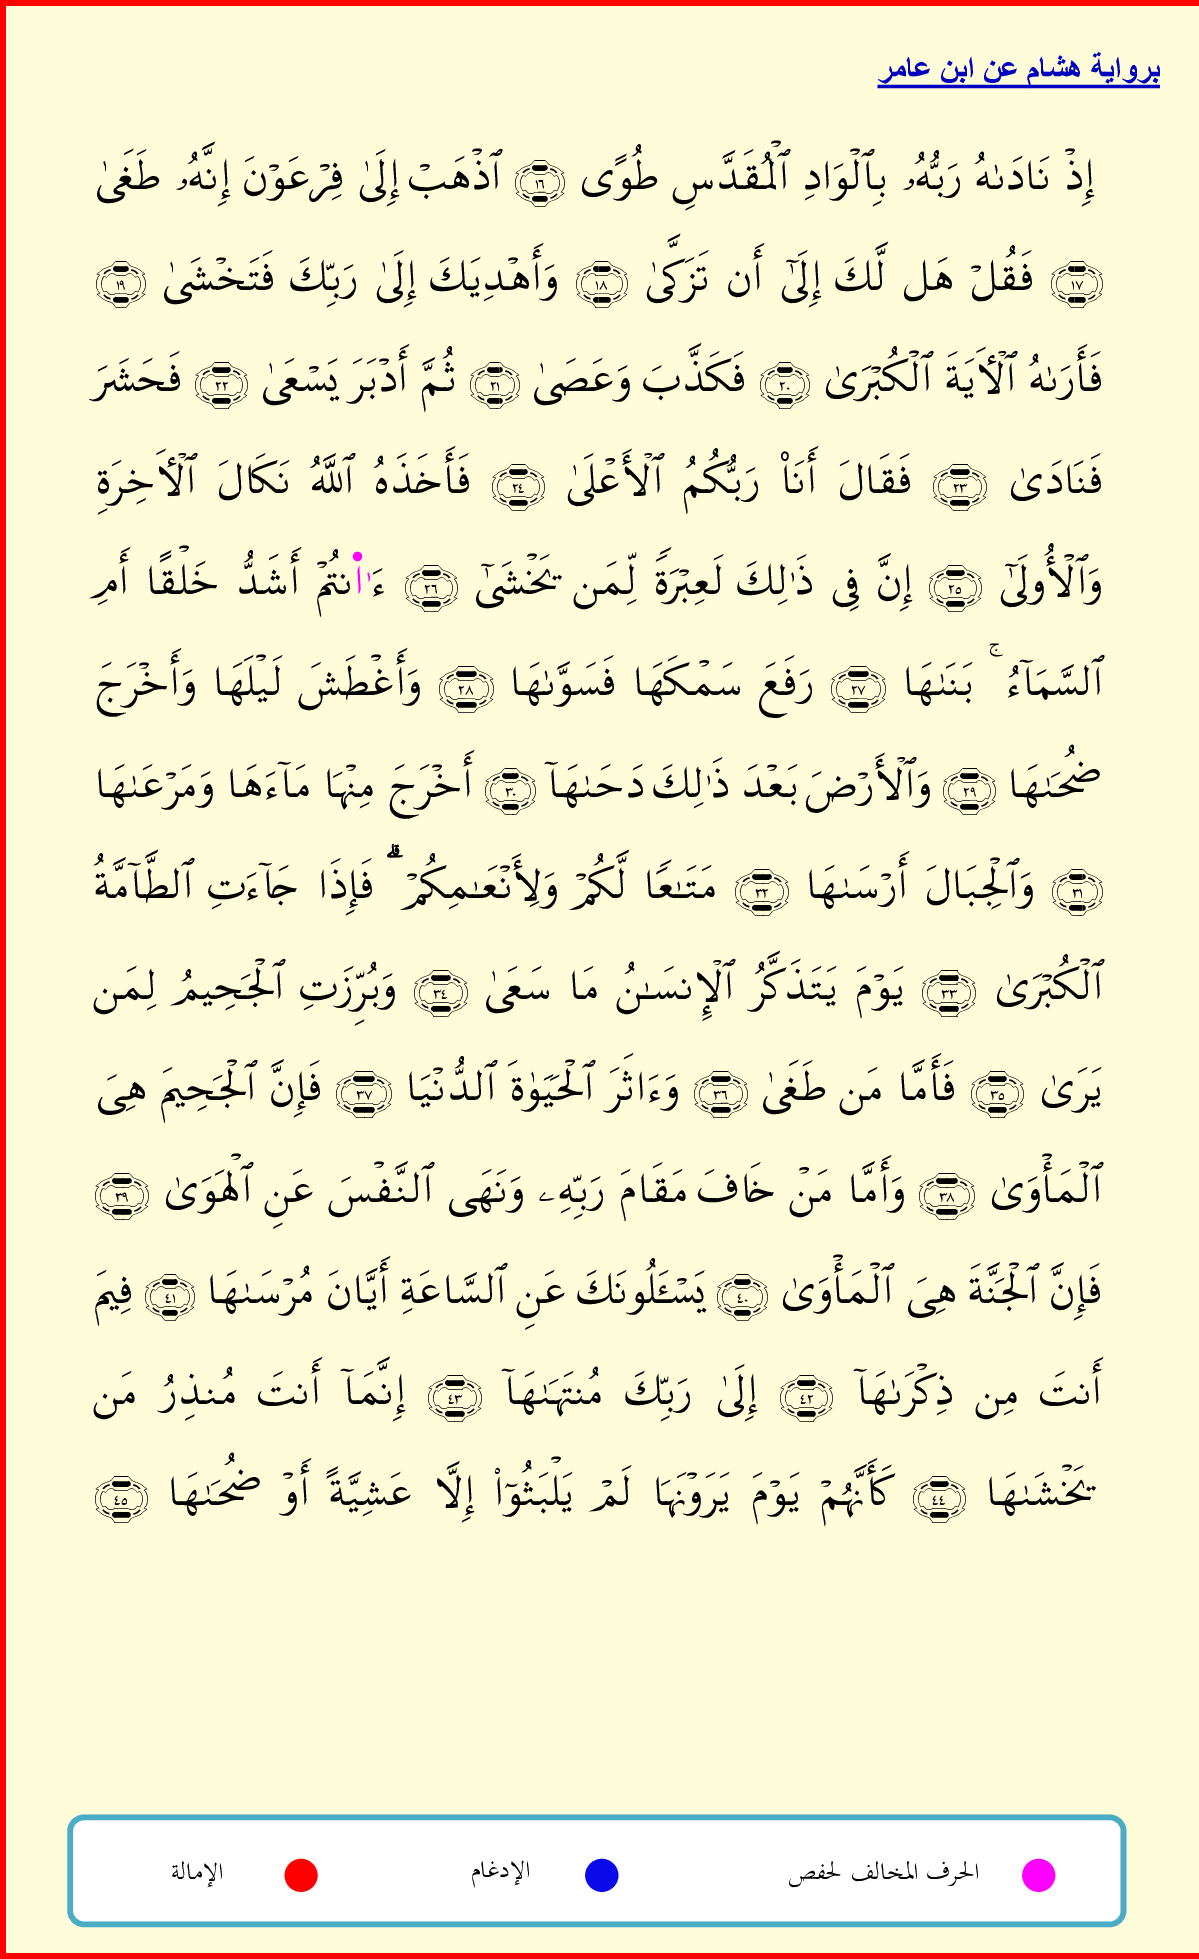 برواية هشام عن ابن عامر
إِذۡ نَادَىٰهُ رَبُّهُۥ بِٱلۡوَادِ ٱلۡمُقَدَّسِ طُوًى ١٦ ٱذۡهَبۡ إِلَىٰ فِرۡعَوۡنَ إِنَّهُۥ طَغَىٰ
١٧ فَقُلۡ هَل لَّكَ إِلَىٰٓ أَن تَزَكَّىٰ ١٨ وَأَهۡدِيَكَ إِلَىٰ رَبِّكَ فَتَخۡشَىٰ ١٩
فَأَرَىٰهُ ٱلۡأٓيَةَ ٱلۡكُبۡرَىٰ ٢٠ فَكَذَّبَ وَعَصَىٰ ٢١ ثُمَّ أَدۡبَرَ يَسۡعَىٰ ٢٢ فَحَشَرَ
فَنَادَىٰ ٢٣ فَقَالَ أَنَا۠ رَبُّكُمُ ٱلۡأَعۡلَىٰ ٢٤ فَأَخَذَهُ ٱللَّهُ نَكَالَ ٱلۡأٓخِرَةِ
وَٱلۡأُولَىٰٓ ٢٥ إِنَّ فِي ذَٰلِكَ لَعِبۡرَةٗ لِّمَن يَخۡشَىٰٓ ٢٦ ءَا۬نتُمۡ أَشَدُّ خَلۡقًا أَمِ
ٱلسَّمَآءُۚ بَنَىٰهَا ٢٧ رَفَعَ سَمۡكَهَا فَسَوَّىٰهَا ٢٨ وَأَغۡطَشَ لَيۡلَهَا وَأَخۡرَجَ
ضُحَىٰهَا ٢٩ وَٱلۡأَرۡضَ بَعۡدَ ذَٰلِكَ دَحَىٰهَآ ٣٠ أَخۡرَجَ مِنۡهَا مَآءَهَا وَمَرۡعَىٰهَا
٣١ وَٱلۡجِبَالَ أَرۡسَىٰهَا ٣٢ مَتَٰعٗا لَّكُمۡ وَلِأَنۡعَٰمِكُمۡۗ فَإِذَا جَآءَتِ ٱلطَّآمَّةُ
ٱلۡكُبۡرَىٰ ٣٣ يَوۡمَ يَتَذَكَّرُ ٱلۡإِنسَٰنُ مَا سَعَىٰ ٣٤ وَبُرِّزَتِ ٱلۡجَحِيمُ لِمَن
يَرَىٰ ٣٥ فَأَمَّا مَن طَغَىٰ ٣٦ وَءَاثَرَ ٱلۡحَيَوٰةَ ٱلدُّنۡيَا ٣٧ فَإِنَّ ٱلۡجَحِيمَ هِيَ
ٱلۡمَأۡوَىٰ ٣٨ وَأَمَّا مَنۡ خَافَ مَقَامَ رَبِّهِۦ وَنَهَى ٱلنَّفۡسَ عَنِ ٱلۡهَوَىٰ ٣٩
فَإِنَّ ٱلۡجَنَّةَ هِيَ ٱلۡمَأۡوَىٰ ٤٠ يَسۡـَٔلُونَكَ عَنِ ٱلسَّاعَةِ أَيَّانَ مُرۡسَىٰهَا ٤١ فِيمَ
أَنتَ مِن ذِكۡرَىٰهَآ ٤٢ إِلَىٰ رَبِّكَ مُنتَهَىٰهَآ ٤٣ إِنَّمَآ أَنتَ مُنذِرُ مَن
يَخۡشَىٰهَا ٤٤ كَأَنَّهُمۡ يَوۡمَ يَرَوۡنَهَا لَمۡ يَلۡبَثُوٓاْ إِلَّا عَشِيَّةً أَوۡ ضُحَىٰهَا ٤٥
الحرف المخالف لحفص الإدغام الإمالة